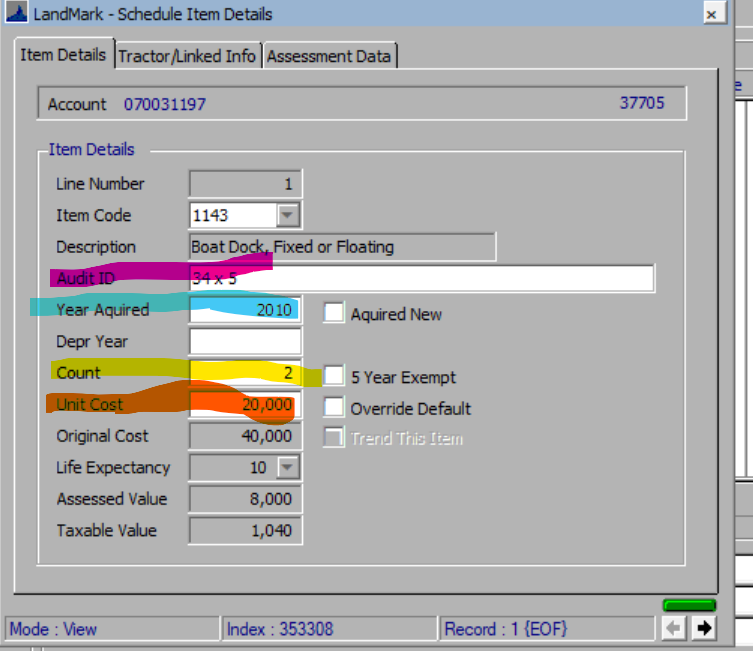 LandMark - Schedule Item Details
Item Details Tractor/Linked Info Assessment Data
Account 070031197 37705
Item Details
Line Number 1
Item Code 1143
Description Boat Dock, Fixed or Floating
Audit ID 34 x 5
Year Aquired 2010 Aquired New
Depr Year
Count 2 5 Year Exempt
Unit Cost 20,000 Override Default
Original Cost 40,000 Trend This Item
Life Expectancy 10
Assessed Value 8,000
Taxable Value 1,040
Mode : View Index : 353308 Record : 1 {EOF}